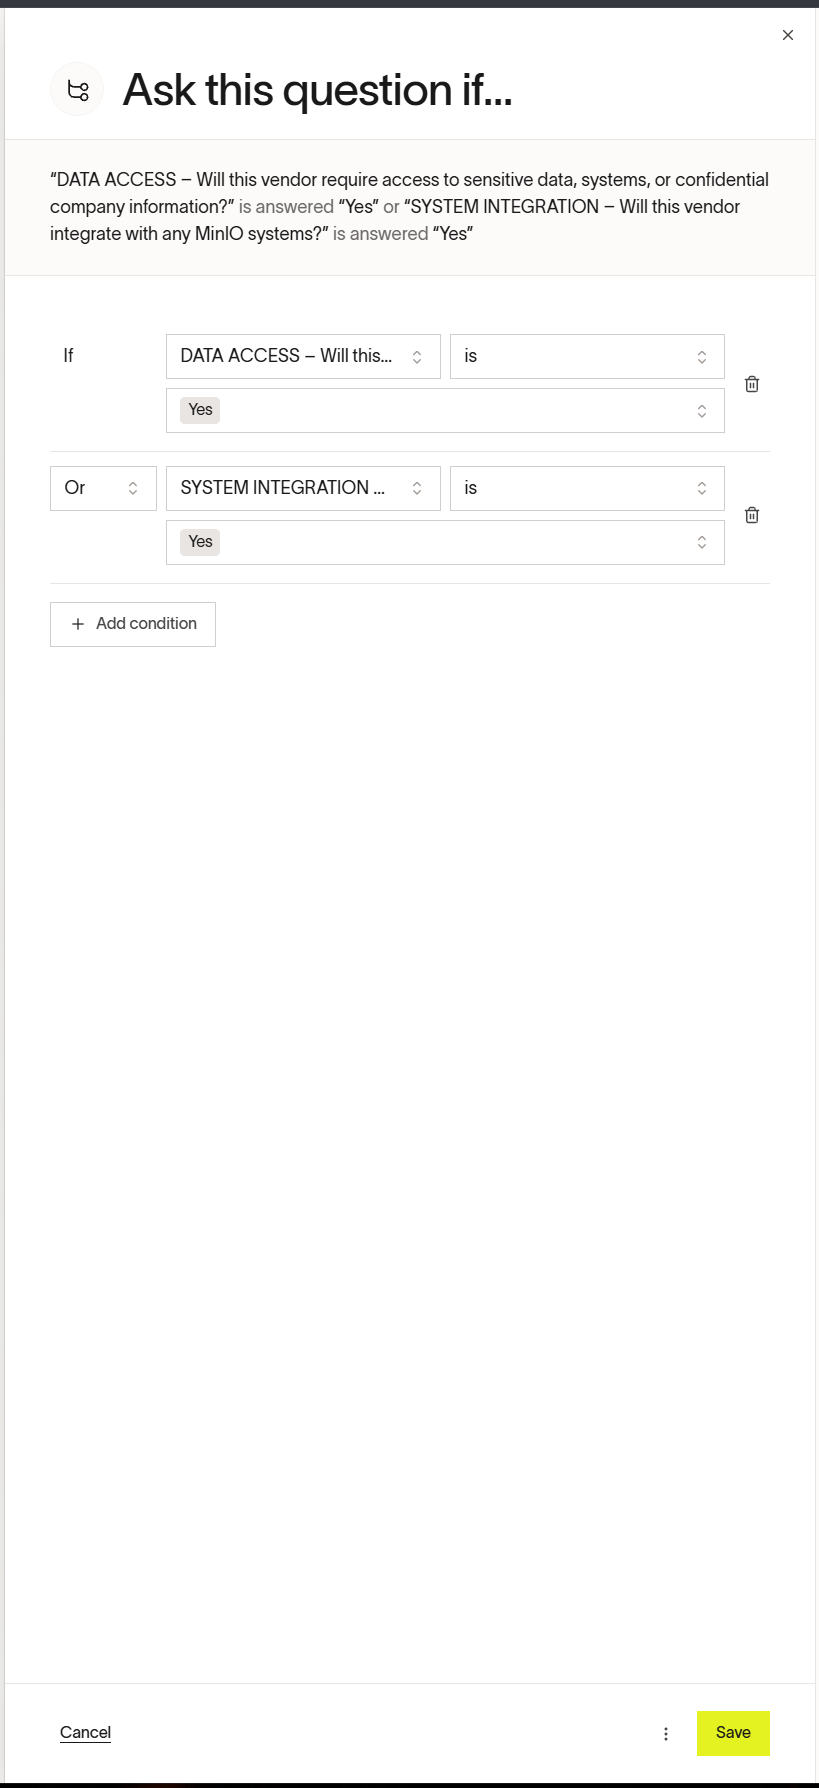 Ask this question if...
“DATA ACCESS – Will this vendor require access to sensitive data, systems, or confidential
company information?” is answered “Yes” or “SYSTEM INTEGRATION – Will this vendor
integrate with any MinIO systems?” is answered “Yes”
If
DATA ACCESS – Will this...
is
Yes
Or
SYSTEM INTEGRATION ...
is
Yes
Add condition
Cancel
Save